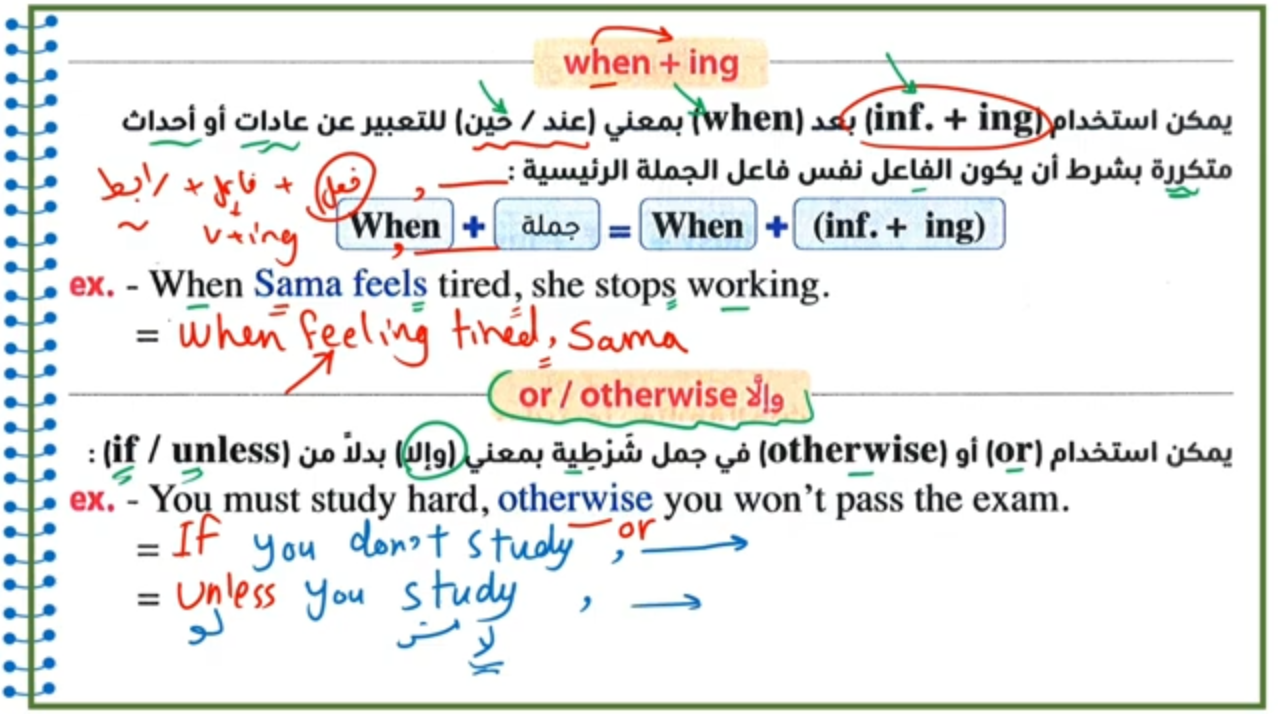 when + ing
يمكن استخدام (inf. + ing) بعد (when) بمعني (عند / حين) للتعبير عن عادات أو أحداث
متكررة بشرط أن يكون الفاعل نفس فاعل الجملة الرئيسية :
رابط + فاعل + فعل , ____
v+ing
When + جملة = When + (inf. + ing)
, ____
ex. - When Sama feels tired, she stops working.
= when feeling tired, Sama
or / otherwise وإلَّا
يمكن استخدام (or) أو (otherwise) في جمل شَرْطِية بمعني (وإلا) بدلاً من (if / unless) :
ex. - You must study hard, otherwise you won't pass the exam.
or
= If you don't study , →
= unless you study , →
لو لا